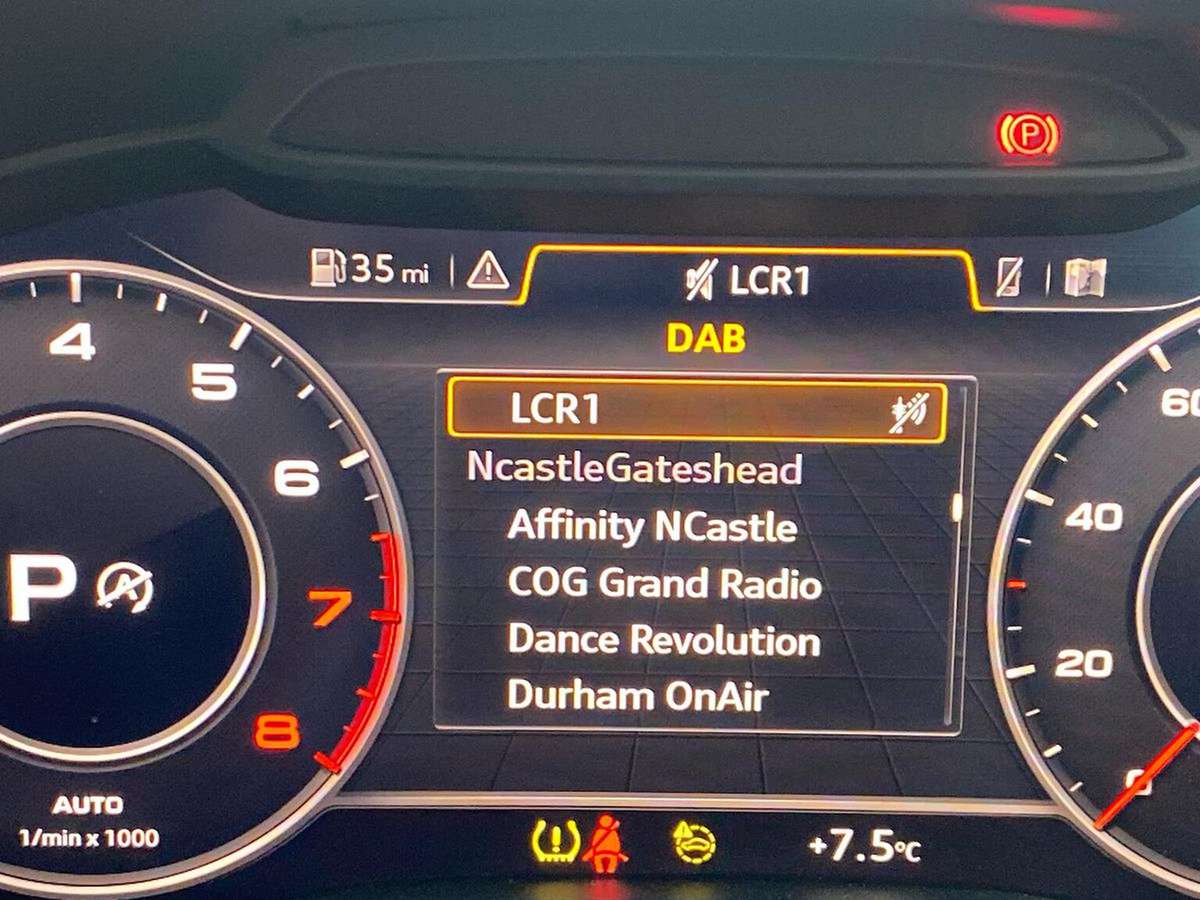 P
35 mi
LCR1
DAB
LCR1
NcastleGateshead
Affinity NCastle
COG Grand Radio
Dance Revolution
Durham OnAir
4
5
6
7
8
P
A
AUTO
1/min x 1000
60
40
20
0
+7.5°C